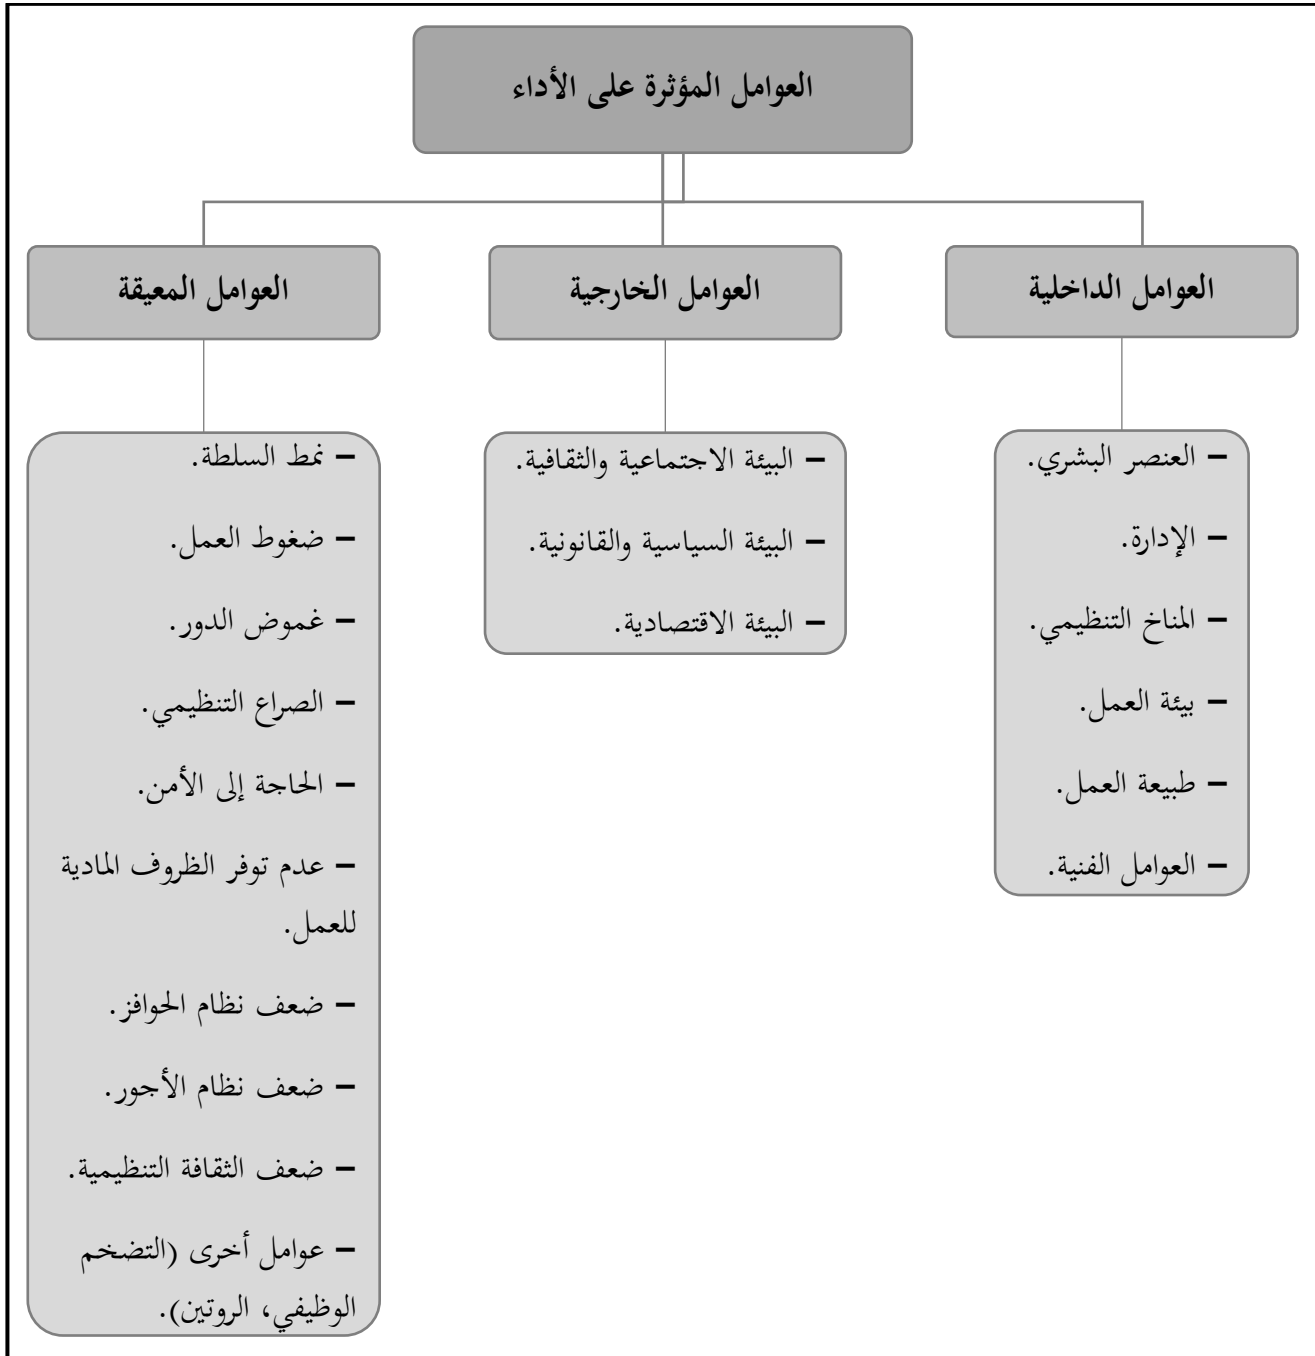 العوامل المؤثرة على الأداء
العوامل الداخلية
– العنصر البشري.
– الإدارة.
– المناخ التنظيمي.
– بيئة العمل.
– طبيعة العمل.
– العوامل الفنية.
العوامل الخارجية
– البيئة الاجتماعية والثقافية.
– البيئة السياسية والقانونية.
– البيئة الاقتصادية.
العوامل المعيقة
– نمط السلطة.
– ضغوط العمل.
– غموض الدور.
– الصراع التنظيمي.
– الحاجة إلى الأمن.
– عدم توفر الظروف المادية
للعمل.
– ضعف نظام الحوافز.
– ضعف نظام الأجور.
– ضعف الثقافة التنظيمية.
– عوامل أخرى (التضخم
الوظيفي، الروتين).